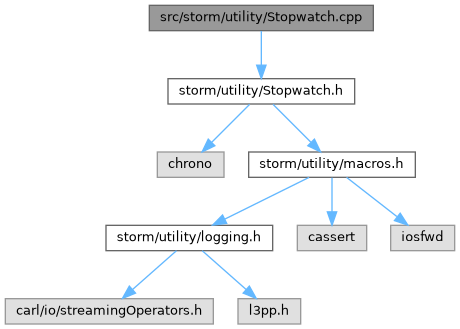 src/storm/utility/Stopwatch.cpp
storm/utility/Stopwatch.h
chrono
storm/utility/macros.h
storm/utility/logging.h
cassert
iosfwd
carl/io/streamingOperators.h
l3pp.h